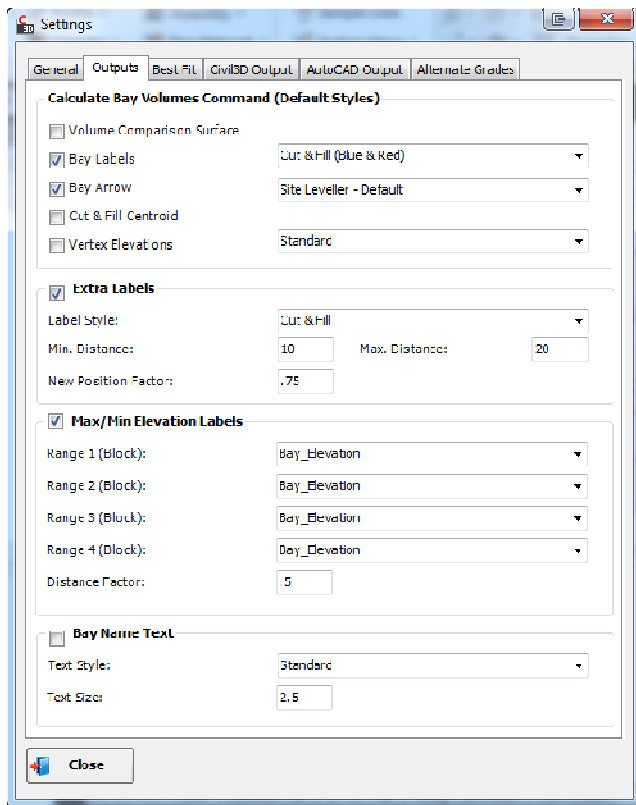 Settings
General Outputs Best Fit Civil3D Output AutoCAD Output Alternate Grades
Calculate Bay Volumes Command (Default Styles)
Volume Comparison Surface
Bay Labels Cut & Fill (Blue & Red)
Bay Arrow Site Leveller - Default
Cut & Fill Centroid
Vertex Elevations Standard
Extra Labels
Label Style: Cut & Fill
Min. Distance: 10 Max. Distance: 20
New Position Factor: .75
Max/Min Elevation Labels
Range 1 (Block): Bay_Elevation
Range 2 (Block): Bay_Elevation
Range 3 (Block): Bay_Elevation
Range 4 (Block): Bay_Elevation
Distance Factor: .5
Bay Name Text
Text Style: Standard
Text Size: 2.5
Close